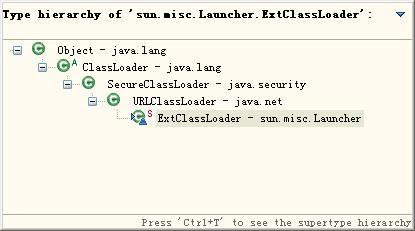 Type hierarchy of 'sun.misc.Launcher.ExtClassLoader':
Object - java.lang
A ClassLoader - java.lang
SecureClassLoader - java.security
URLClassLoader - java.net
S ExtClassLoader - sun.misc.Launcher
Press 'Ctrl+T' to see the supertype hierarchy